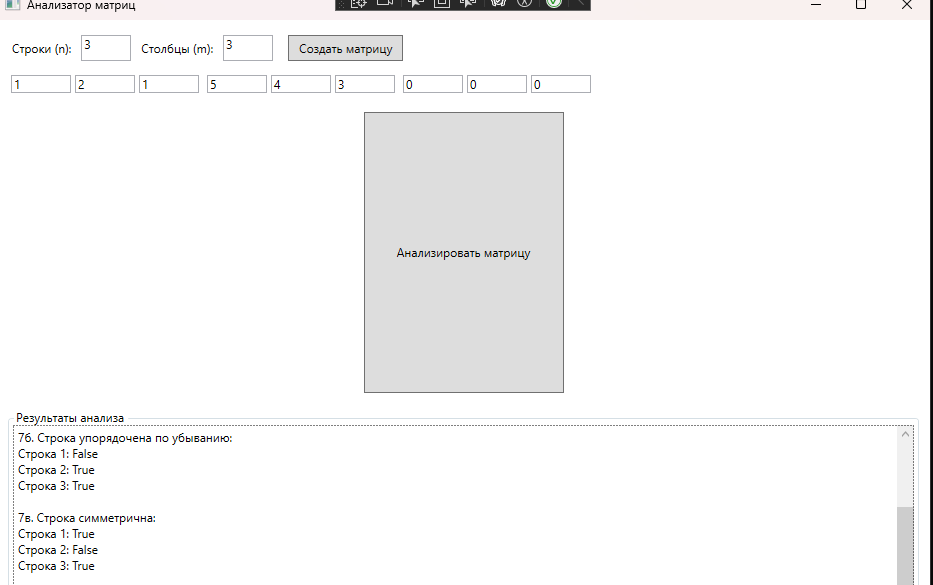 Анализатор матриц
Строки (n): 3 Столбцы (m): 3 Создать матрицу
1 2 1 5 4 3 0 0 0
Анализировать матрицу
Результаты анализа
7б. Строка упорядочена по убыванию:
Строка 1: False
Строка 2: True
Строка 3: True
7в. Строка симметрична:
Строка 1: True
Строка 2: False
Строка 3: True